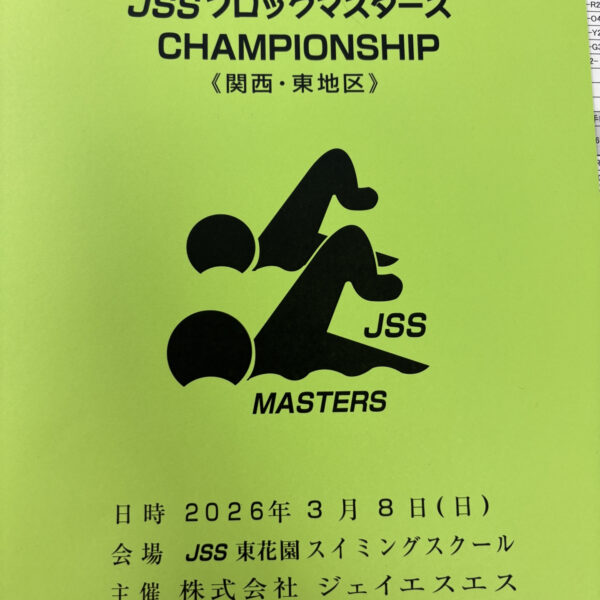 JSSブロックマスターズ
CHAMPIONSHIP
《関西・東地区》
JSS
MASTERS
日時 2026年 3月 8日(日)
会場 JSS 東花園スイミングスクール
主催 株式会社 ジェイエスエス